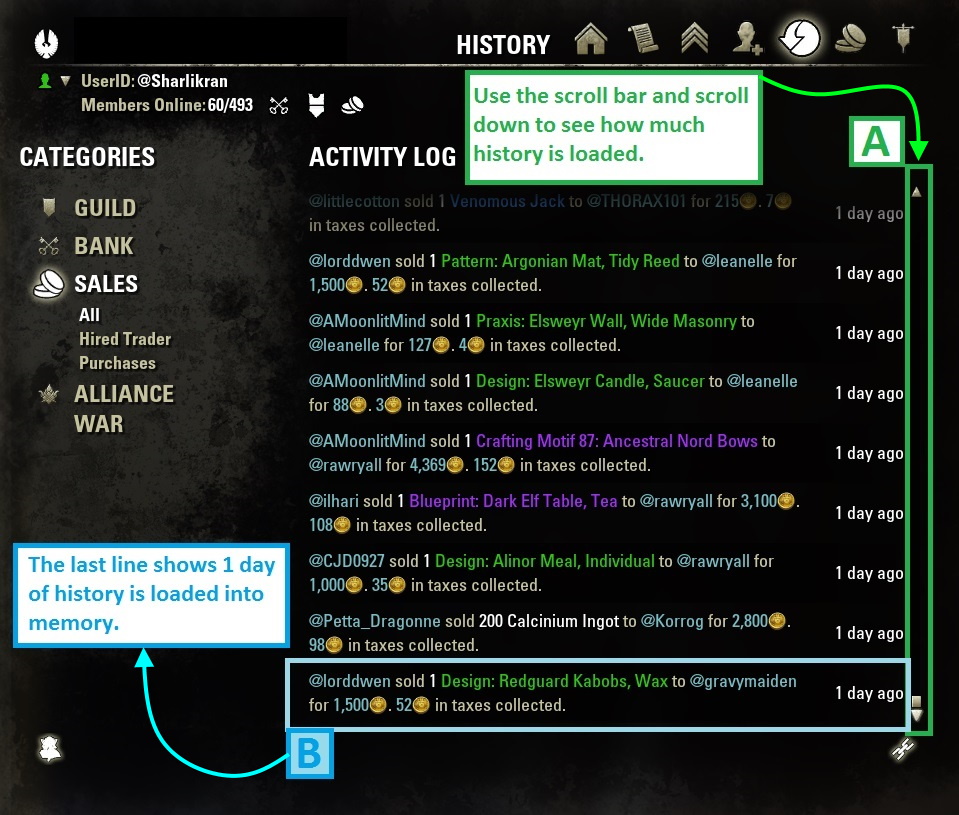 HISTORY
UserID: @Sharlikran
Members Online: 60/493
Use the scroll bar and scroll
down to see how much
history is loaded.
A
CATEGORIES
GUILD
BANK
SALES
All
Hired Trader
Purchases
ALLIANCE
WAR
ACTIVITY LOG
@littlecotton sold 1 Venomous Jack to @THORAX101 for 215. 7
in taxes collected.
1 day ago
@lorddwen sold 1 Pattern: Argonian Mat, Tidy Reed to @leanelle for
1,500. 52 in taxes collected.
1 day ago
@AMoonlitMind sold 1 Praxis: Elsweyr Wall, Wide Masonry to
@leanelle for 127. 4 in taxes collected.
1 day ago
@AMoonlitMind sold 1 Design: Elsweyr Candle, Saucer to @leanelle
for 88. 3 in taxes collected.
1 day ago
@AMoonlitMind sold 1 Crafting Motif 87: Ancestral Nord Bows to
@rawryall for 4,369. 152 in taxes collected.
1 day ago
@ilhari sold 1 Blueprint: Dark Elf Table, Tea to @rawryall for 3,100.
108 in taxes collected.
1 day ago
@CJD0927 sold 1 Design: Alinor Meal, Individual to @rawryall for
1,000. 35 in taxes collected.
1 day ago
@Petta_Dragonne sold 200 Calcinium Ingot to @Korrog for 2,800.
98 in taxes collected.
1 day ago
@lorddwen sold 1 Design: Redguard Kabobs, Wax to @gravymaiden
for 1,500. 52 in taxes collected.
1 day ago
The last line shows 1 day
of history is loaded into
memory.
B